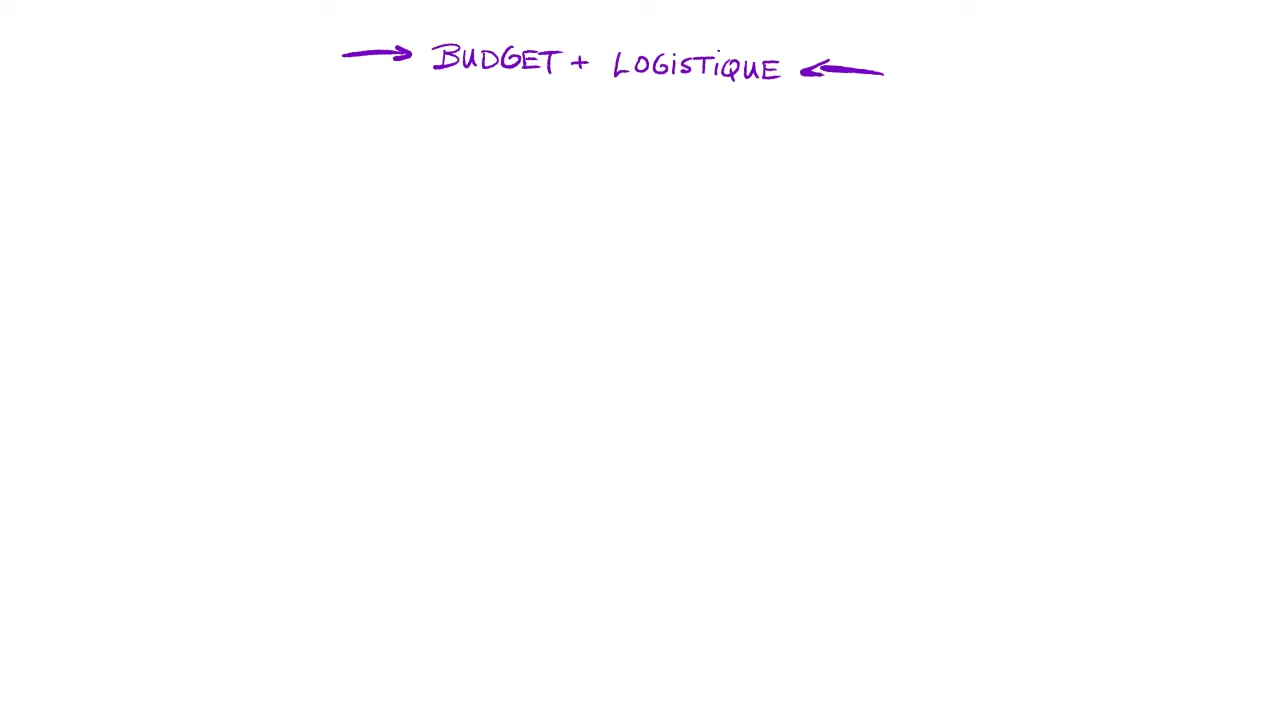 → BUDGET + LOGISTIQUE ←